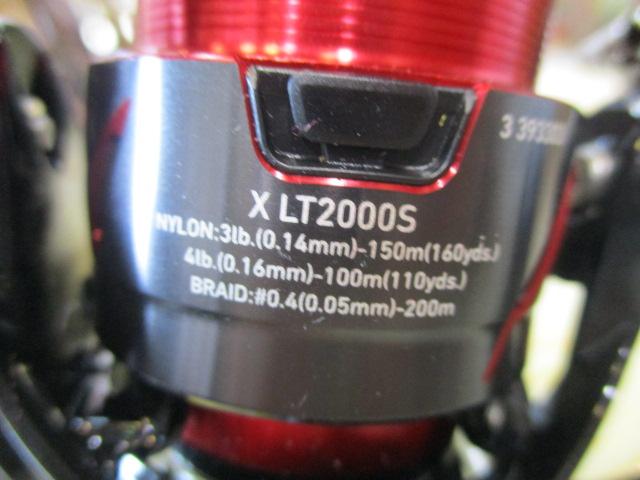 X LT2000S
NYLON:3lb.(0.14mm)-150m(160yds.)
4lb.(0.16mm)-100m(110yds.)
BRAID:#0.4(0.05mm)-200m